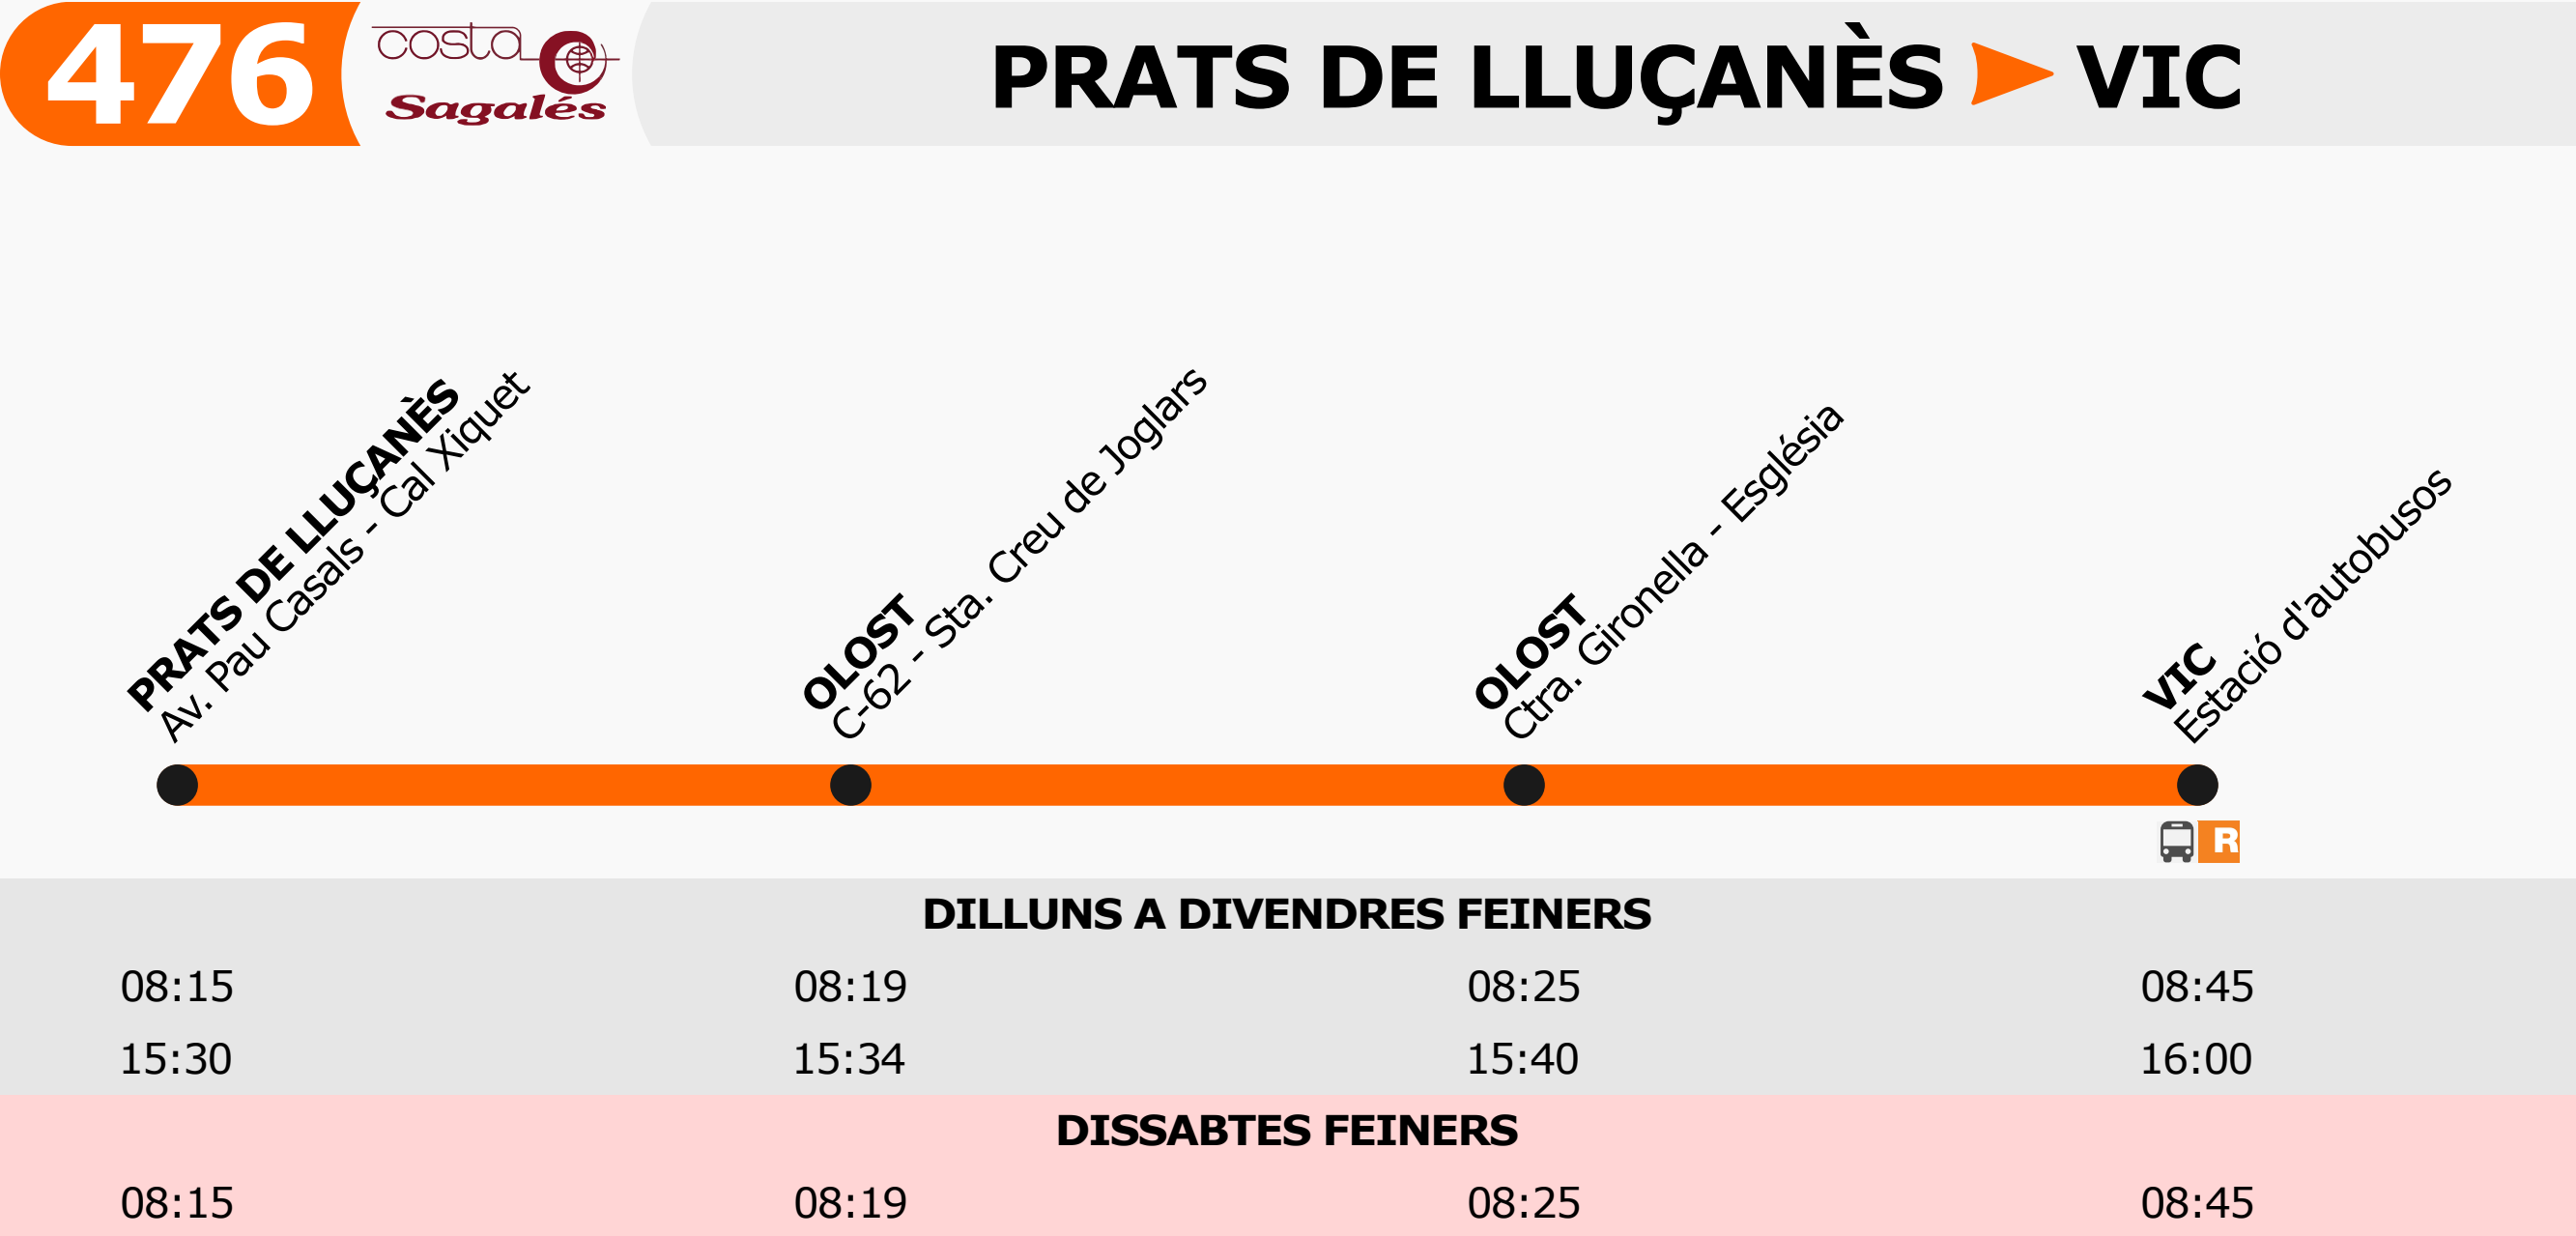 476
costa
Sagalés
PRATS DE LLUÇANÈS VIC
PRATS DE LLUÇANÈS
Av. Pau Casals - Cal Xiquet
OLOST
C-62 - Sta. Creu de Joglars
OLOST
Ctra. Gironella - Església
VIC
Estació d'autobusos
R
DILLUNS A DIVENDRES FEINERS
08:15 08:19 08:25 08:45
15:30 15:34 15:40 16:00
DISSABTES FEINERS
08:15 08:19 08:25 08:45